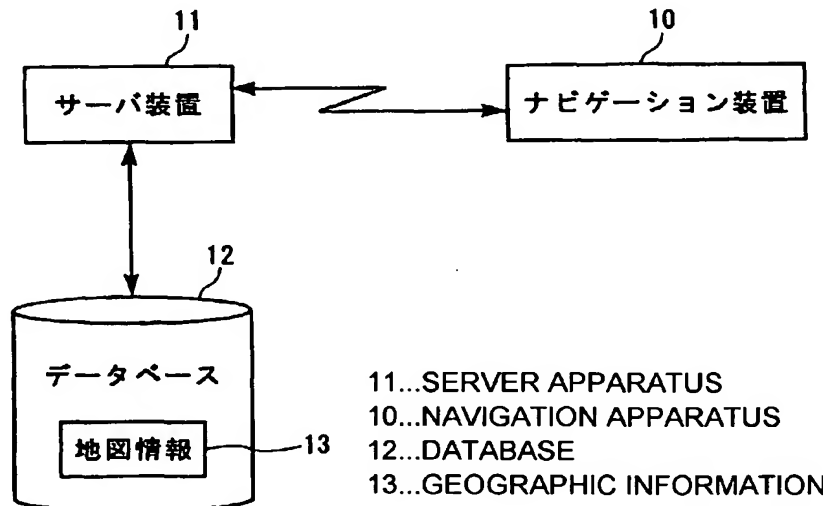 11
10
サーバ装置
ナビゲーション装置
12
データベース
地図情報
13
11...SERVER APPARATUS
10...NAVIGATION APPARATUS
12...DATABASE
13...GEOGRAPHIC INFORMATION